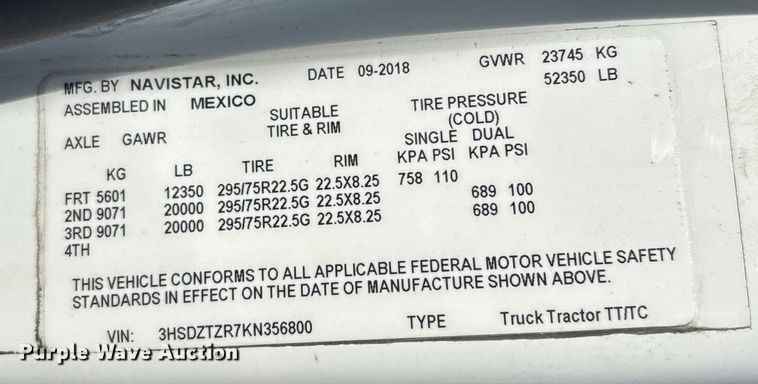 MFG. BY NAVISTAR, INC. DATE 09-2018 GVWR 23745 KG
52350 LB
ASSEMBLED IN MEXICO
SUITABLE TIRE PRESSURE
AXLE GAWR TIRE & RIM (COLD)
SINGLE DUAL
KG LB TIRE RIM KPA PSI KPA PSI
FRT 5601 12350 295/75R22.5G 22.5X8.25 758 110
2ND 9071 20000 295/75R22.5G 22.5X8.25 689 100
3RD 9071 20000 295/75R22.5G 22.5X8.25 689 100
4TH
THIS VEHICLE CONFORMS TO ALL APPLICABLE FEDERAL MOTOR VEHICLE SAFETY
STANDARDS IN EFFECT ON THE DATE OF MANUFACTURE SHOWN ABOVE.
VIN: 3HSDZTZR7KN356800 TYPE Truck Tractor TT/TC
Purple Wave Auction